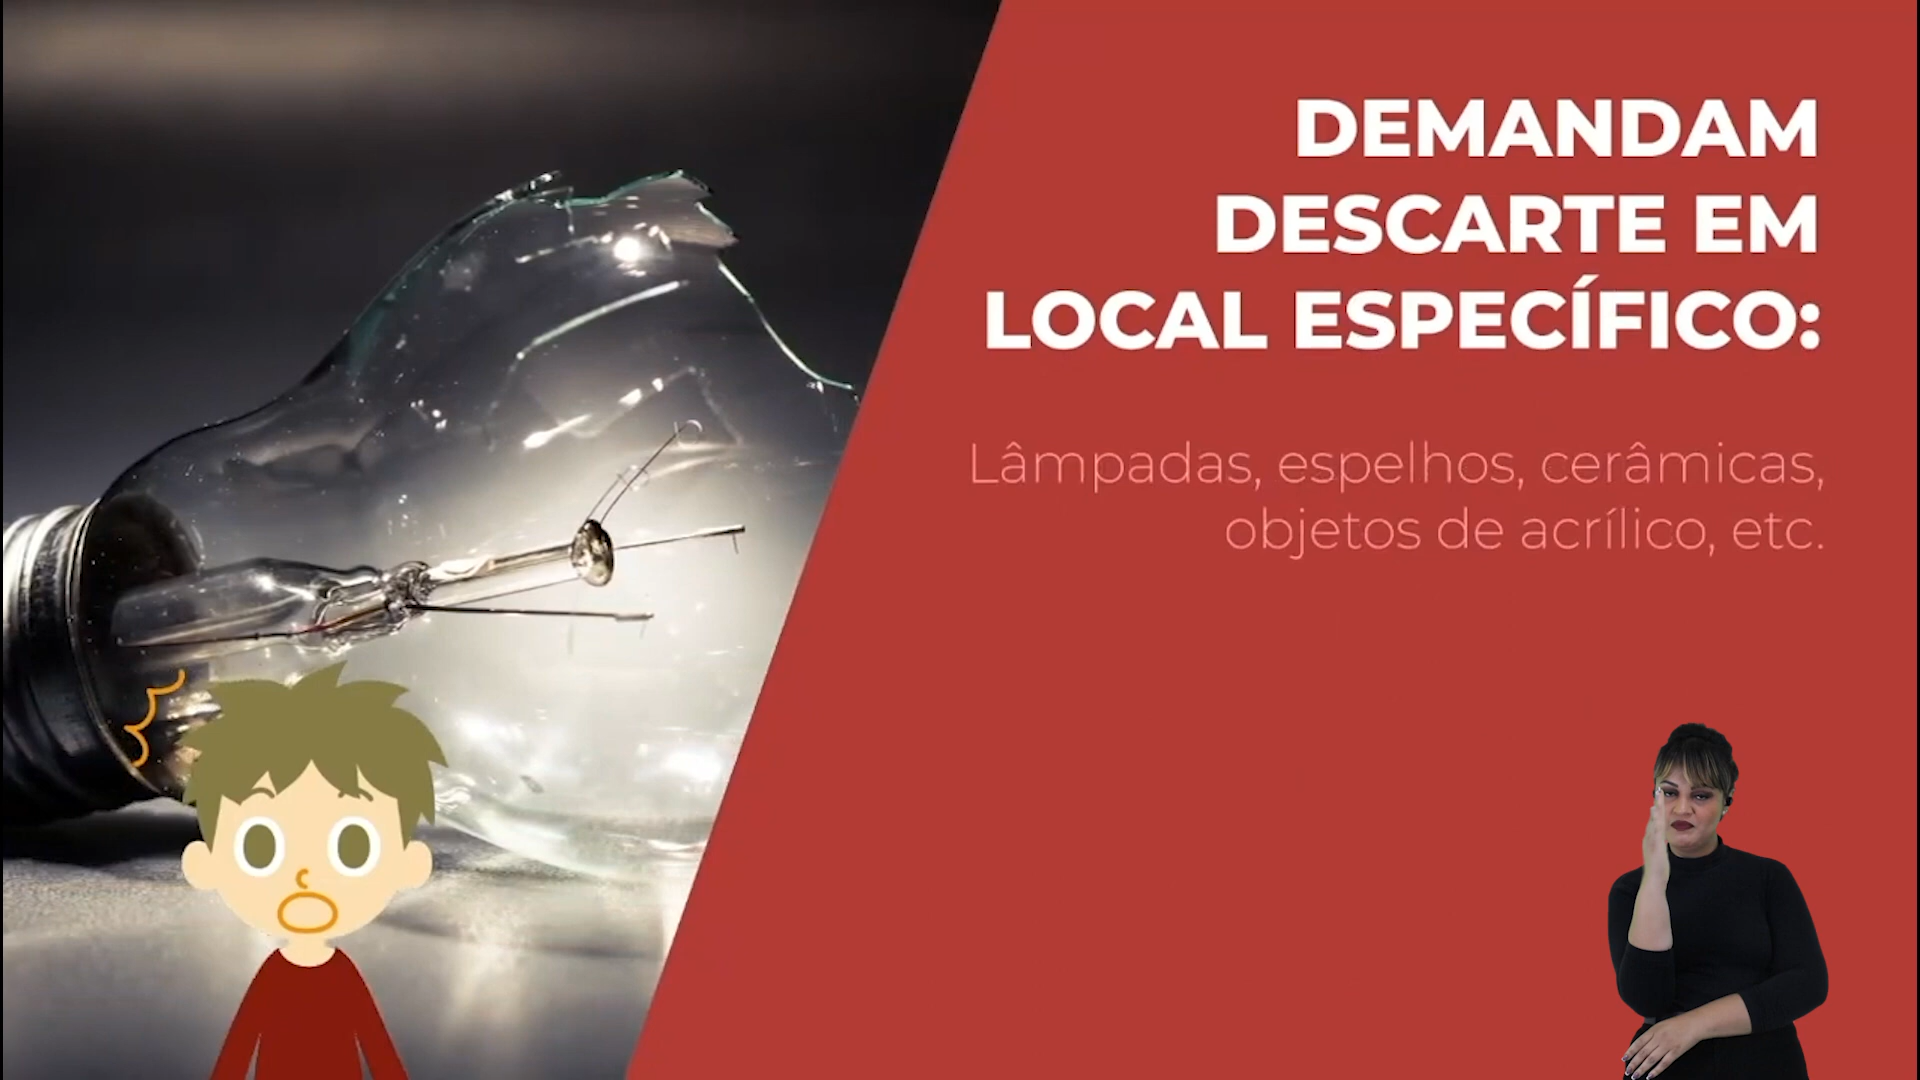 DEMANDAM
DESCARTE EM
LOCAL ESPECÍFICO:
Lâmpadas, espelhos, cerâmicas,
objetos de acrílico, etc.